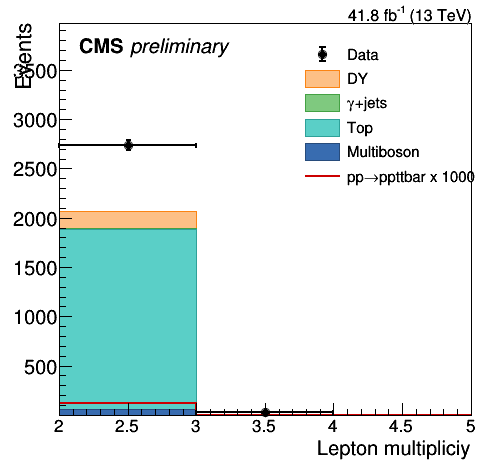 41.8 fb⁻¹ (13 TeV)
CMS preliminary
Events
Data
DY
γ+jets
Top
Multiboson
pp→ppttbar x 1000
3500
3000
2500
2000
1500
1000
500
2 2.5 3 3.5 4 4.5 5
Lepton multipliciy